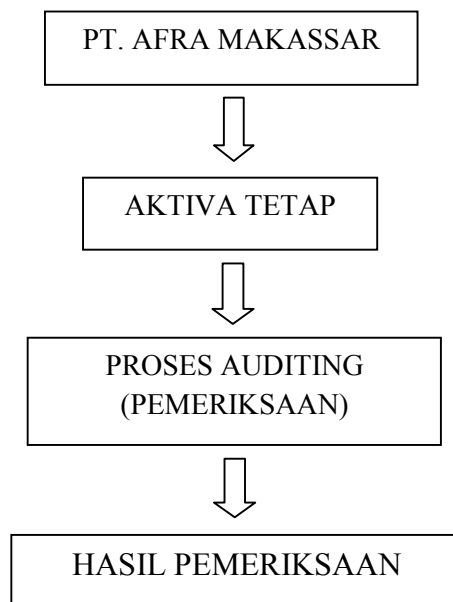 PT. AFRA MAKASSAR
AKTIVA TETAP
PROSES AUDITING
(PEMERIKSAAN)
HASIL PEMERIKSAAN